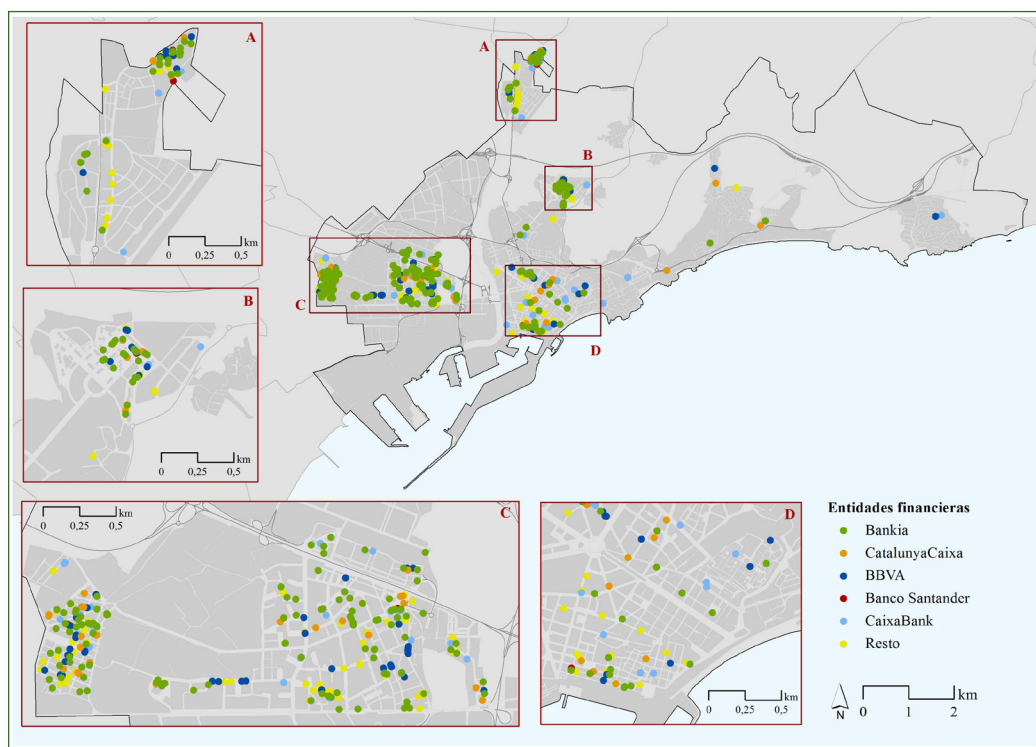 A
0 0,25 0,5
km
B
0 0,25 0,5
km
A
B
C
D
C
0 0,25 0,5
km
D
0 0,25 0,5
km
Entidades financieras
Bankia
CatalunyaCaixa
BBVA
Banco Santander
CaixaBank
Resto
N
0 1 2
km